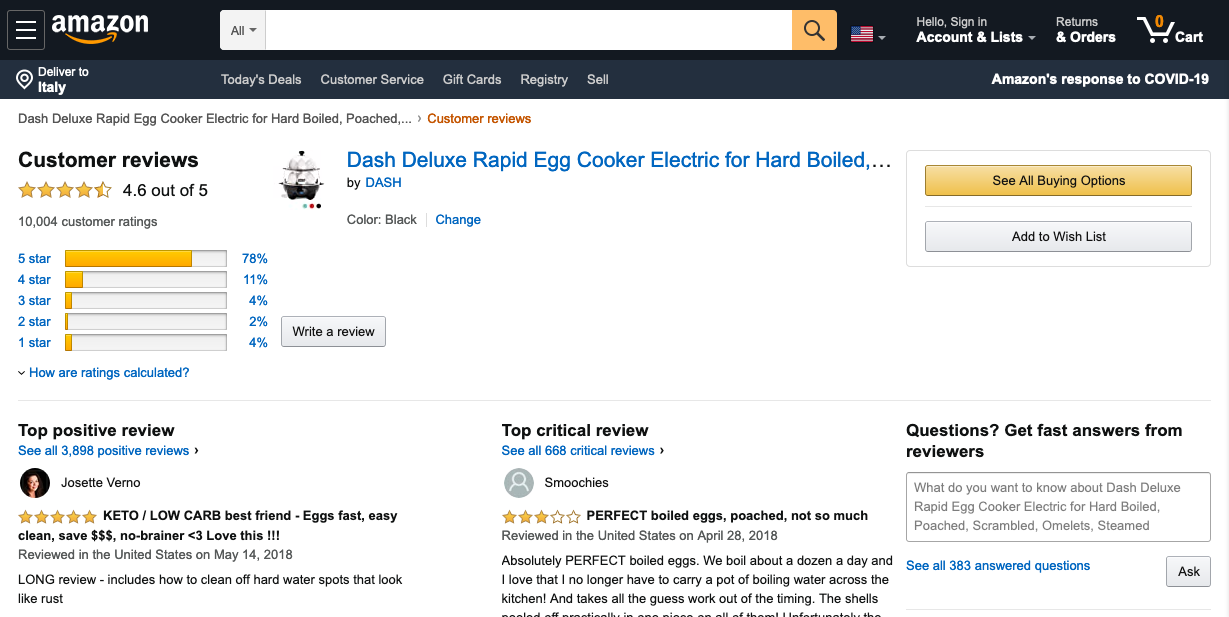 amazon
All
Hello, Sign in
Account & Lists
Returns
& Orders
0
Cart
Deliver to
Italy
Today's Deals
Customer Service
Gift Cards
Registry
Sell
Amazon's response to COVID-19
Dash Deluxe Rapid Egg Cooker Electric for Hard Boiled, Poached,... › Customer reviews
Customer reviews
4.6 out of 5
10,004 customer ratings
5 star 78%
4 star 11%
3 star 4%
2 star 2%
1 star 4%
How are ratings calculated?
Dash Deluxe Rapid Egg Cooker Electric for Hard Boiled,...
by DASH
Color: Black
Change
Write a review
See All Buying Options
Add to Wish List
Top positive review
See all 3,898 positive reviews ›
Josette Verno
KETO / LOW CARB best friend - Eggs fast, easy
clean, save $$$, no-brainer <3 Love this !!!
Reviewed in the United States on May 14, 2018
LONG review - includes how to clean off hard water spots that look
like rust
Top critical review
See all 668 critical reviews ›
Smoochies
PERFECT boiled eggs, poached, not so much
Reviewed in the United States on April 28, 2018
Absolutely PERFECT boiled eggs. We boil about a dozen a day and
I love that I no longer have to carry a pot of boiling water across the
kitchen! And takes all the guess work out of the timing. The shells
peeled off practically in one piece on all of them! Unfortunately the
Questions? Get fast answers from
reviewers
What do you want to know about Dash Deluxe
Rapid Egg Cooker Electric for Hard Boiled,
Poached, Scrambled, Omelets, Steamed
See all 383 answered questions
Ask